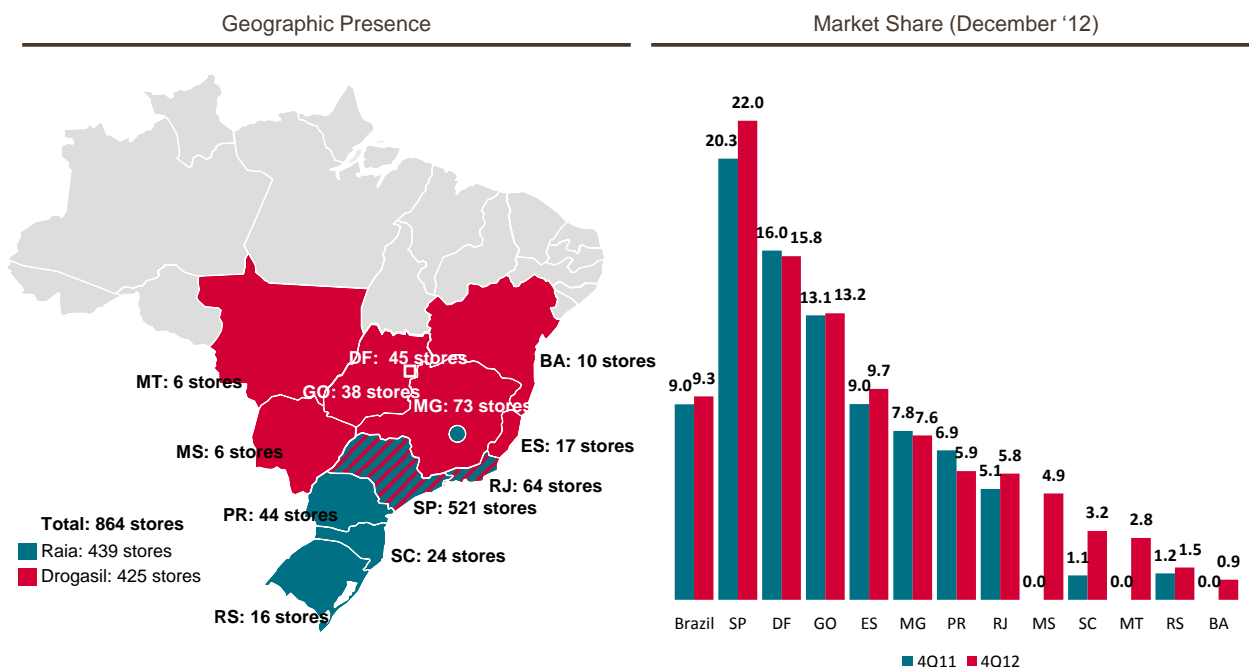 Geographic Presence
DF: 45 stores
BA: 10 stores
MT: 6 stores
GO: 38 stores
MG: 73 stores
ES: 17 stores
MS: 6 stores
RJ: 64 stores
SP: 521 stores
PR: 44 stores
Total: 864 stores
Raia: 439 stores
SC: 24 stores
Drogasil: 425 stores
RS: 16 stores
Market Share (December ‘12)
9.0 9.3
20.3 22.0
16.0 15.8
13.1 13.2
9.0 9.7
7.8 7.6
6.9 5.9
5.1 5.8
0.0 4.9
1.1 3.2
0.0 2.8
1.2 1.5
0.0 0.9
Brazil SP DF GO ES MG PR RJ MS SC MT RS BA
4Q11 4Q12